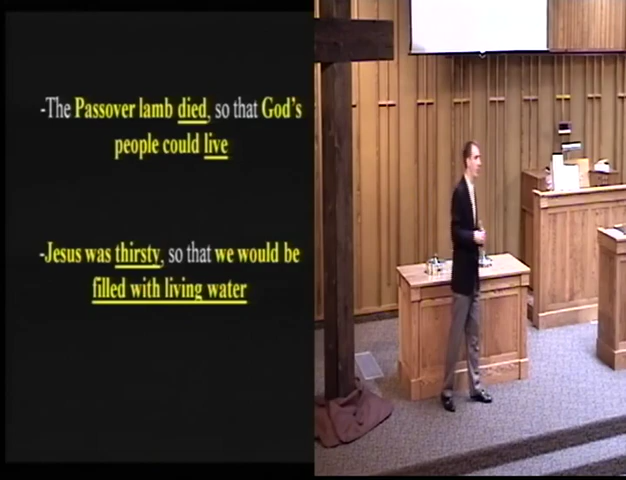 -The Passover lamb died, so that God's
people could live
-Jesus was thirsty, so that we would be
filled with living water